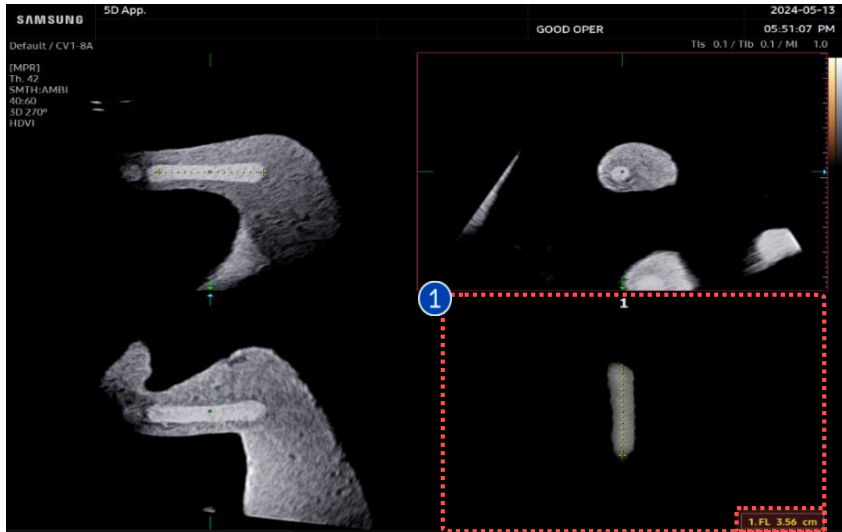 SAMSUNG
5D App.
2024-05-13
GOOD OPER
05:51:07 PM
Default / CV1-8A
TIs 0.1 / TIb 0.1 / MI 1.0
[MPR]
Th. 42
SMTH:AMBI
40:60
3D 270º
HDVI
1
1
1. FL 3.56 cm